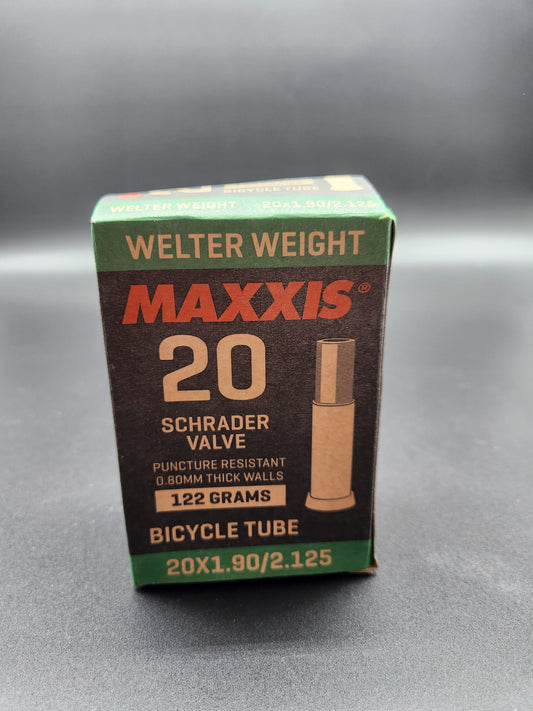 BICYCLE TUBE
WELTER WEIGHT 20x1.90/2.125
WELTER WEIGHT
MAXXIS®
20
SCHRADER
VALVE
PUNCTURE RESISTANT
0.80MM THICK WALLS
122 GRAMS
BICYCLE TUBE
20X1.90/2.125